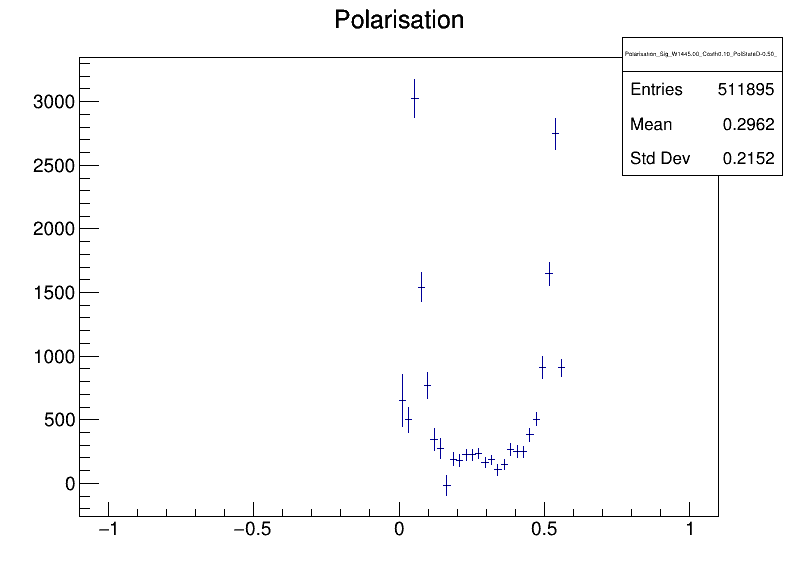 Polarisation
Polarisation_Sig_W1445.00_Costh0.10_PolStateD-0.50_
Entries 511895
Mean 0.2962
Std Dev 0.2152
3000
2500
2000
1500
1000
500
0
−1 −0.5 0 0.5 1